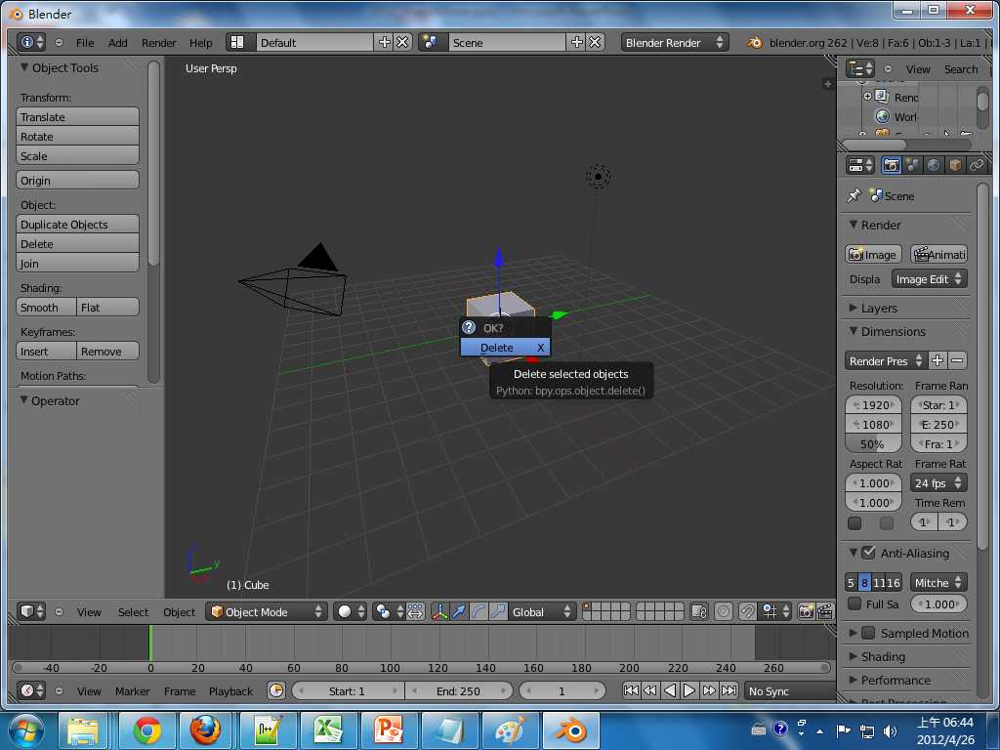 Blender
File Add Render Help Default Scene Blender Render blender.org 262 | Ve:8 | Fa:6 | Ob:1-3 | La:1 |
Object Tools
Transform:
Translate
Rotate
Scale
Origin
Object:
Duplicate Objects
Delete
Join
Shading:
Smooth Flat
Keyframes:
Insert Remove
Motion Paths:
Operator
User Persp
OK?
Delete X
Delete selected objects
Python: bpy.ops.object.delete()
y
(1) Cube
View Select Object Object Mode Global
View Search
Rend
Worl
Scene
Render
Image Animati
Displa Image Edit
Layers
Dimensions
Render Pres
Resolution: Frame Ran
: 1920 Star: 1
: 1080 E: 250
50% Fra: 1
Aspect Rat Frame Rat
1.000 24 fps
1.000 Time Rem
1 1
Anti-Aliasing
5 8 11 16 Mitche
Full Sa 1.000
Sampled Motion
Shading
Performance
Post Processing
-40 -20 0 20 40 60 80 100 120 140 160 180 200 220 240 260
View Marker Frame Playback Start: 1 End: 250 1 No Sync
上午 06:44
2012/4/26